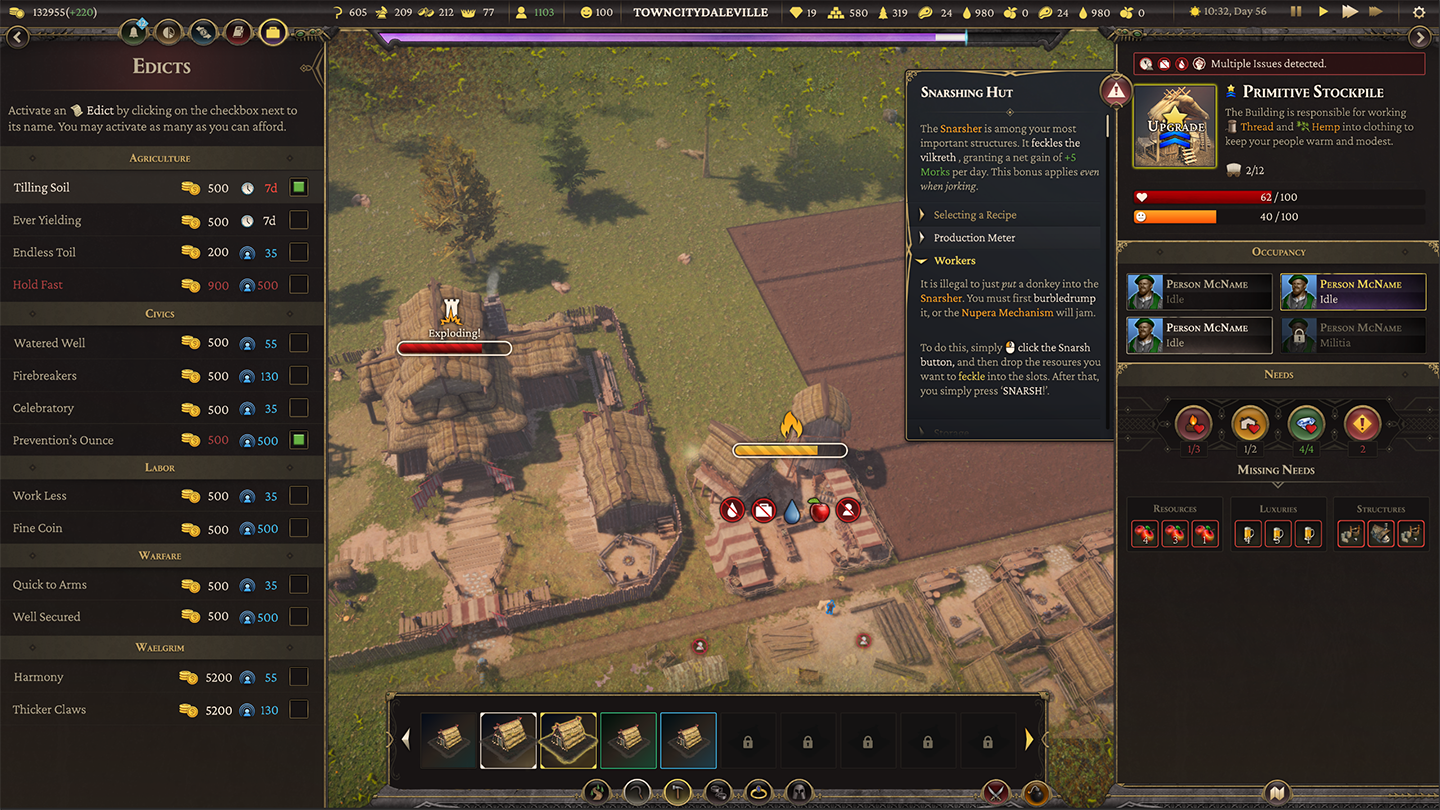 132955(+220)
605
209
212
77
1103
100
TOWNCITYDALEVILLE
19
580
319
24
980
0
24
980
0
10:32, Day 56
EDICTS
Activate an Edict by clicking on the checkbox next to
its name. You may activate as many as you can afford.
AGRICULTURE
Tilling Soil 500 7d
Ever Yielding 500 7d
Endless Toil 200 35
Hold Fast 900 500
CIVICS
Watered Well 500 55
Firebreakers 500 130
Celebratory 500 35
Prevention's Ounce 500 500
LABOR
Work Less 500 35
Fine Coin 500 500
WARFARE
Quick to Arms 500 35
Well Secured 500 500
WAELGRIM
Harmony 5200 55
Thicker Claws 5200 130
Exploding!
SNARSHING HUT
The Snarsher is among your most
important structures. It feckles the
vilkreth , granting a net gain of +5
Morks per day. This bonus applies even
when jorking.
Selecting a Recipe
Production Meter
Workers
It is illegal to just put a donkey into the
Snarsher. You must first burbledrump
it, or the Nupera Mechanism will jam.
To do this, simply click the Snarsh
button, and then drop the resoures you
want to feckle into the slots. After that,
you simply press 'SNARSH!'.
Multiple Issues detected.
UPGRADE
PRIMITIVE STOCKPILE
The Building is responsible for working
Thread and Hemp into clothing to
keep your people warm and modest.
2/12
62 / 100
40 / 100
OCCUPANCY
PERSON MCNAME
Idle
PERSON MCNAME
Idle
PERSON MCNAME
Idle
PERSON MCNAME
Militia
NEEDS
1/3
1/2
4/4
2
MISSING NEEDS
RESOURCES
4
3
1
LUXURIES
STRUCTURES